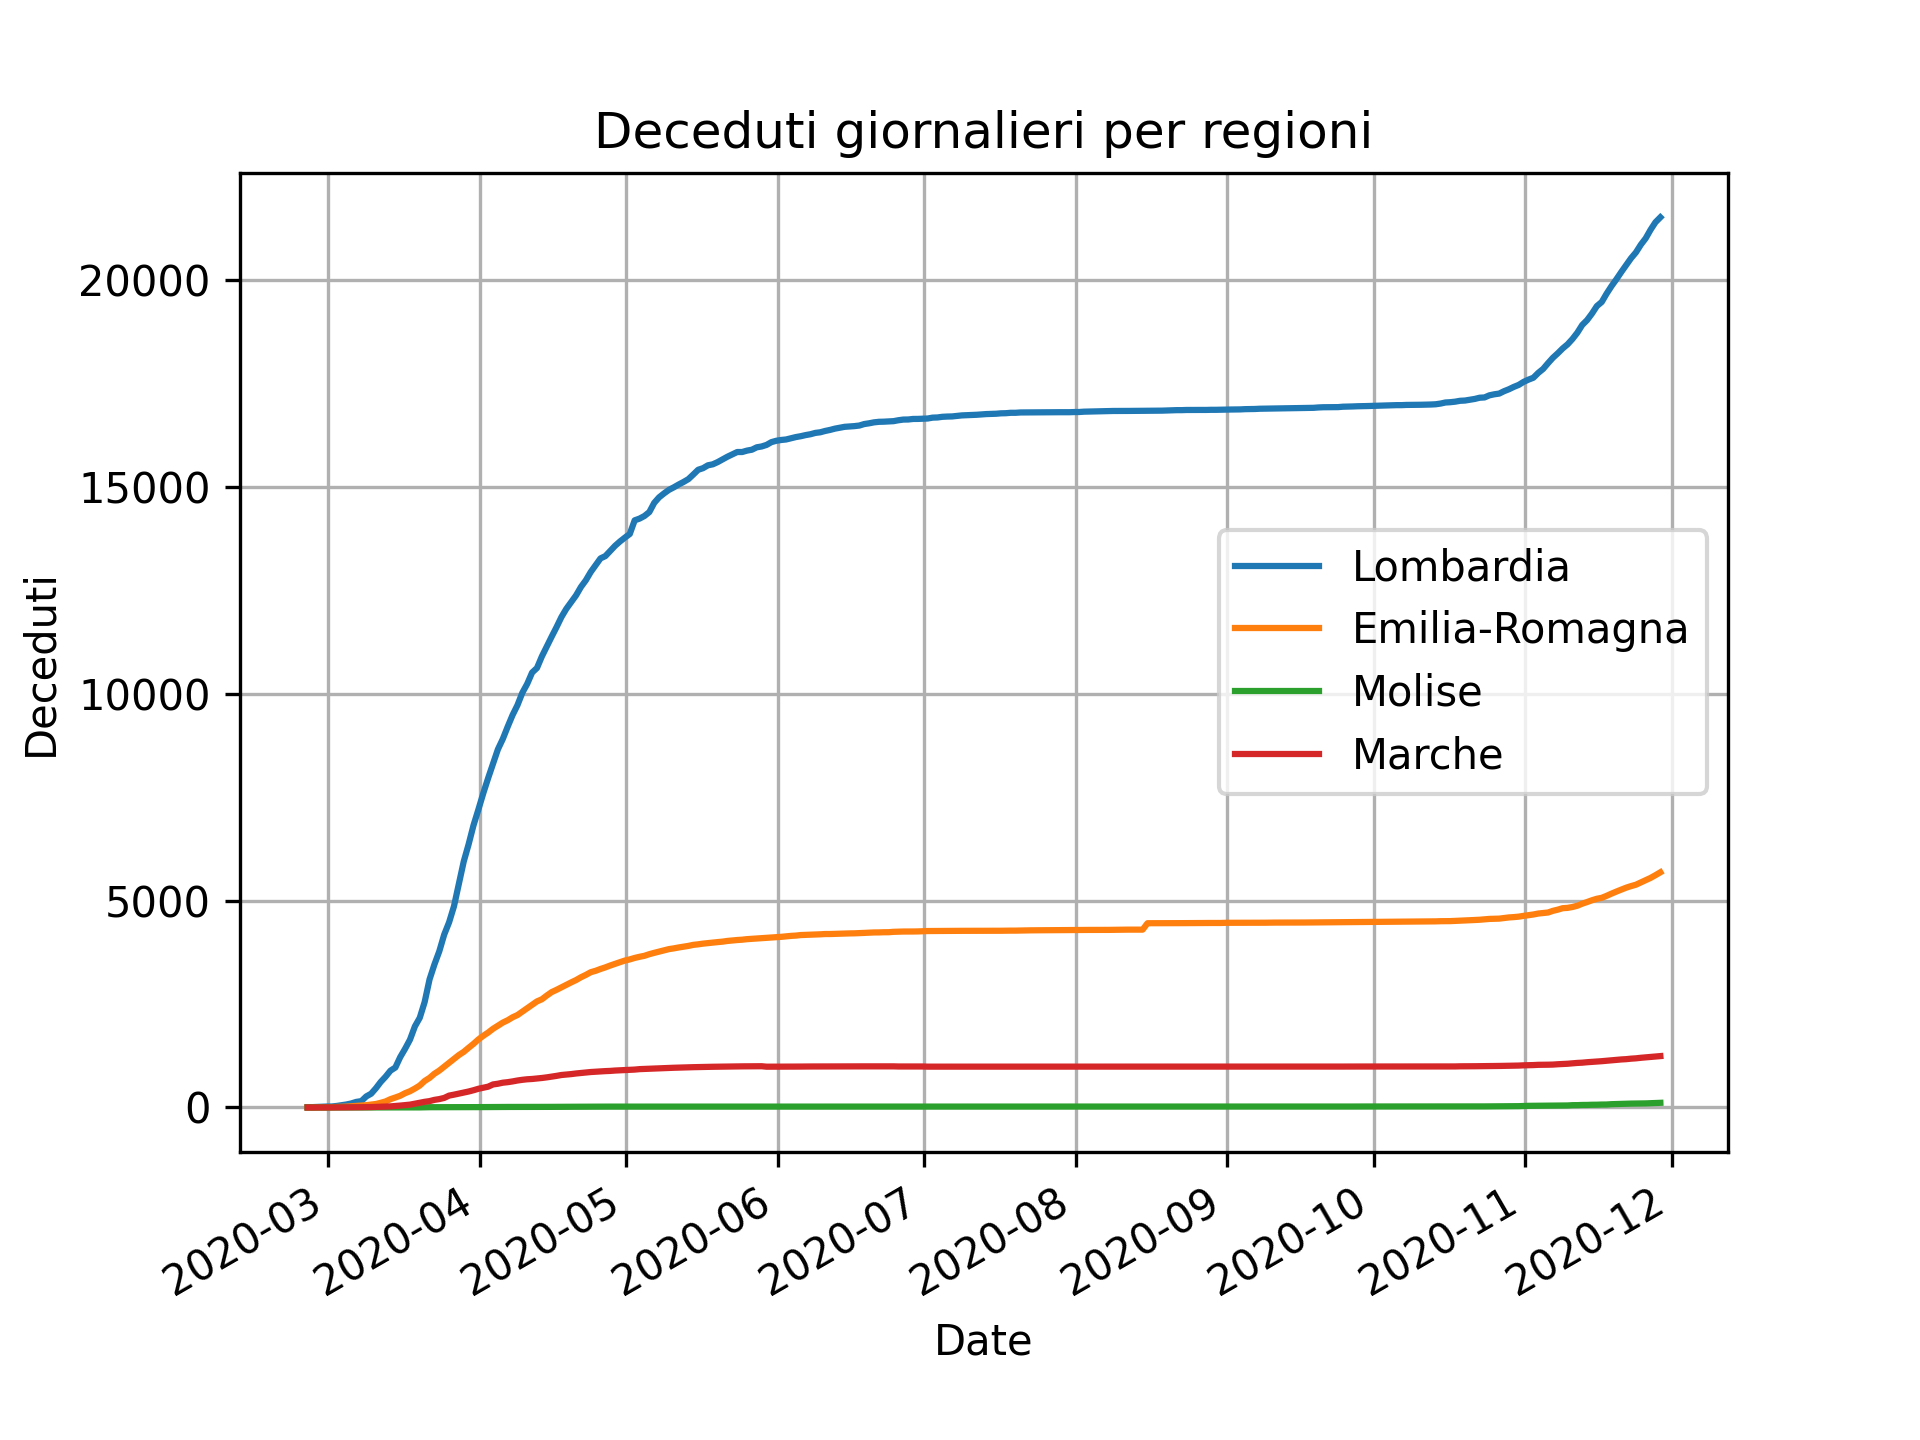 Deceduti giornalieri per regioni
Deceduti
20000
15000
10000
5000
0
Lombardia
Emilia-Romagna
Molise
Marche
2020-03
2020-04
2020-05
2020-06
2020-07
2020-08
2020-09
2020-10
2020-11
2020-12
Date